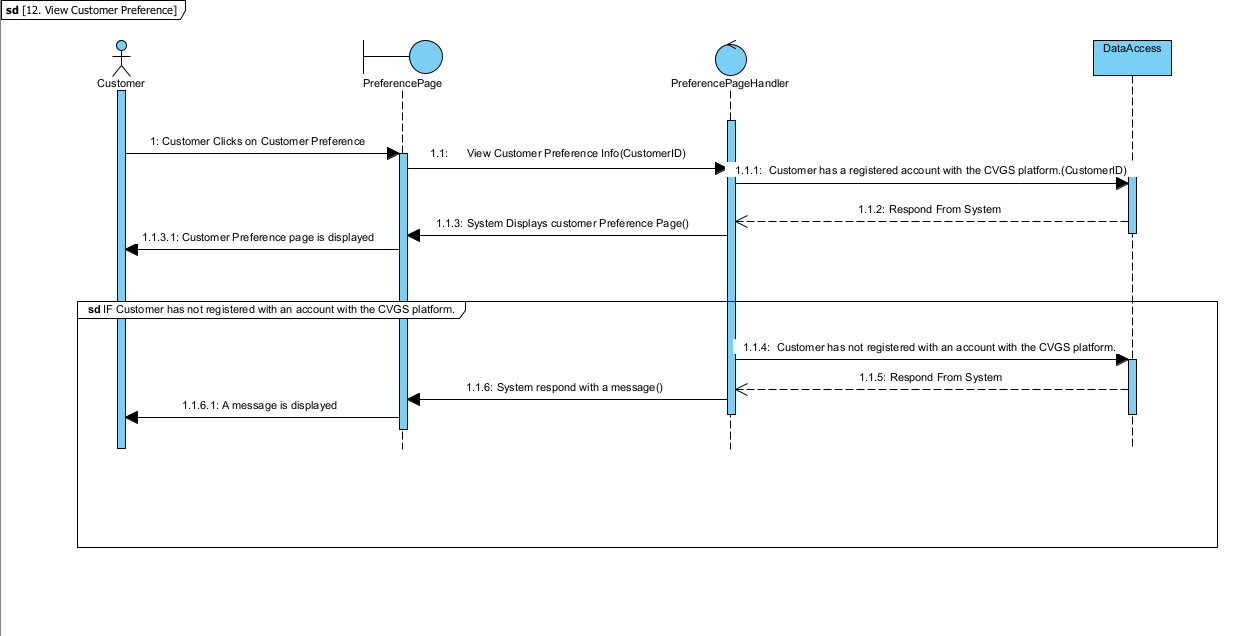 sd [12. View Customer Preference]
Customer
PreferencePage
PreferencePageHandler
DataAccess
1: Customer Clicks on Customer Preference
1.1: View Customer Preference Info(CustomerID)
1.1.1: Customer has a registered account with the CVGS platform.(CustomerID)
1.1.2: Respond From System
1.1.3: System Displays customer Preference Page()
1.1.3.1: Customer Preference page is displayed
sd IF Customer has not registered with an account with the CVGS platform.
1.1.4: Customer has not registered with an account with the CVGS platform.
1.1.5: Respond From System
1.1.6: System respond with a message()
1.1.6.1: A message is displayed